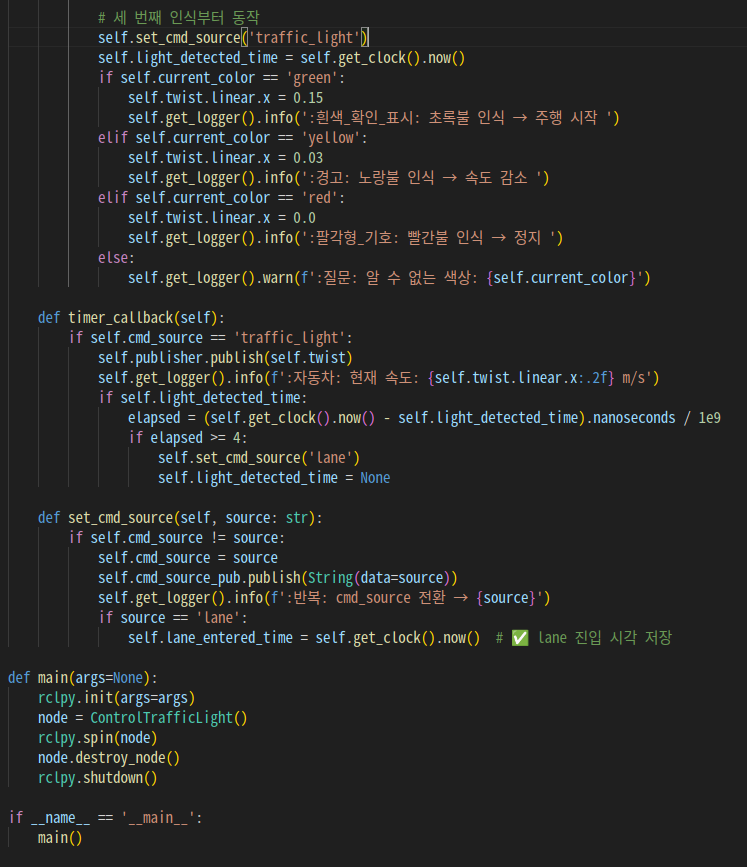 # 세 번째 인식부터 동작
self.set_cmd_source('traffic_light')
self.light_detected_time = self.get_clock().now()
if self.current_color == 'green':
self.twist.linear.x = 0.15
self.get_logger().info(':흰색_확인_표시: 초록불 인식 → 주행 시작 ')
elif self.current_color == 'yellow':
self.twist.linear.x = 0.03
self.get_logger().info(':경고: 노랑불 인식 → 속도 감소 ')
elif self.current_color == 'red':
self.twist.linear.x = 0.0
self.get_logger().info(':팔각형_기호: 빨간불 인식 → 정지 ')
else:
self.get_logger().warn(f':질문: 알 수 없는 색상: {self.current_color}')
def timer_callback(self):
if self.cmd_source == 'traffic_light':
self.publisher.publish(self.twist)
self.get_logger().info(f':자동차: 현재 속도: {self.twist.linear.x:.2f} m/s')
if self.light_detected_time:
elapsed = (self.get_clock().now() - self.light_detected_time).nanoseconds / 1e9
if elapsed >= 4:
self.set_cmd_source('lane')
self.light_detected_time = None
def set_cmd_source(self, source: str):
if self.cmd_source != source:
self.cmd_source = source
self.cmd_source_pub.publish(String(data=source))
self.get_logger().info(f':반복: cmd_source 전환 → {source}')
if source == 'lane':
self.lane_entered_time = self.get_clock().now()  # ✅ lane 진입 시각 저장
def main(args=None):
rclpy.init(args=args)
node = ControlTrafficLight()
rclpy.spin(node)
node.destroy_node()
rclpy.shutdown()
if __name__ == '__main__':
main()